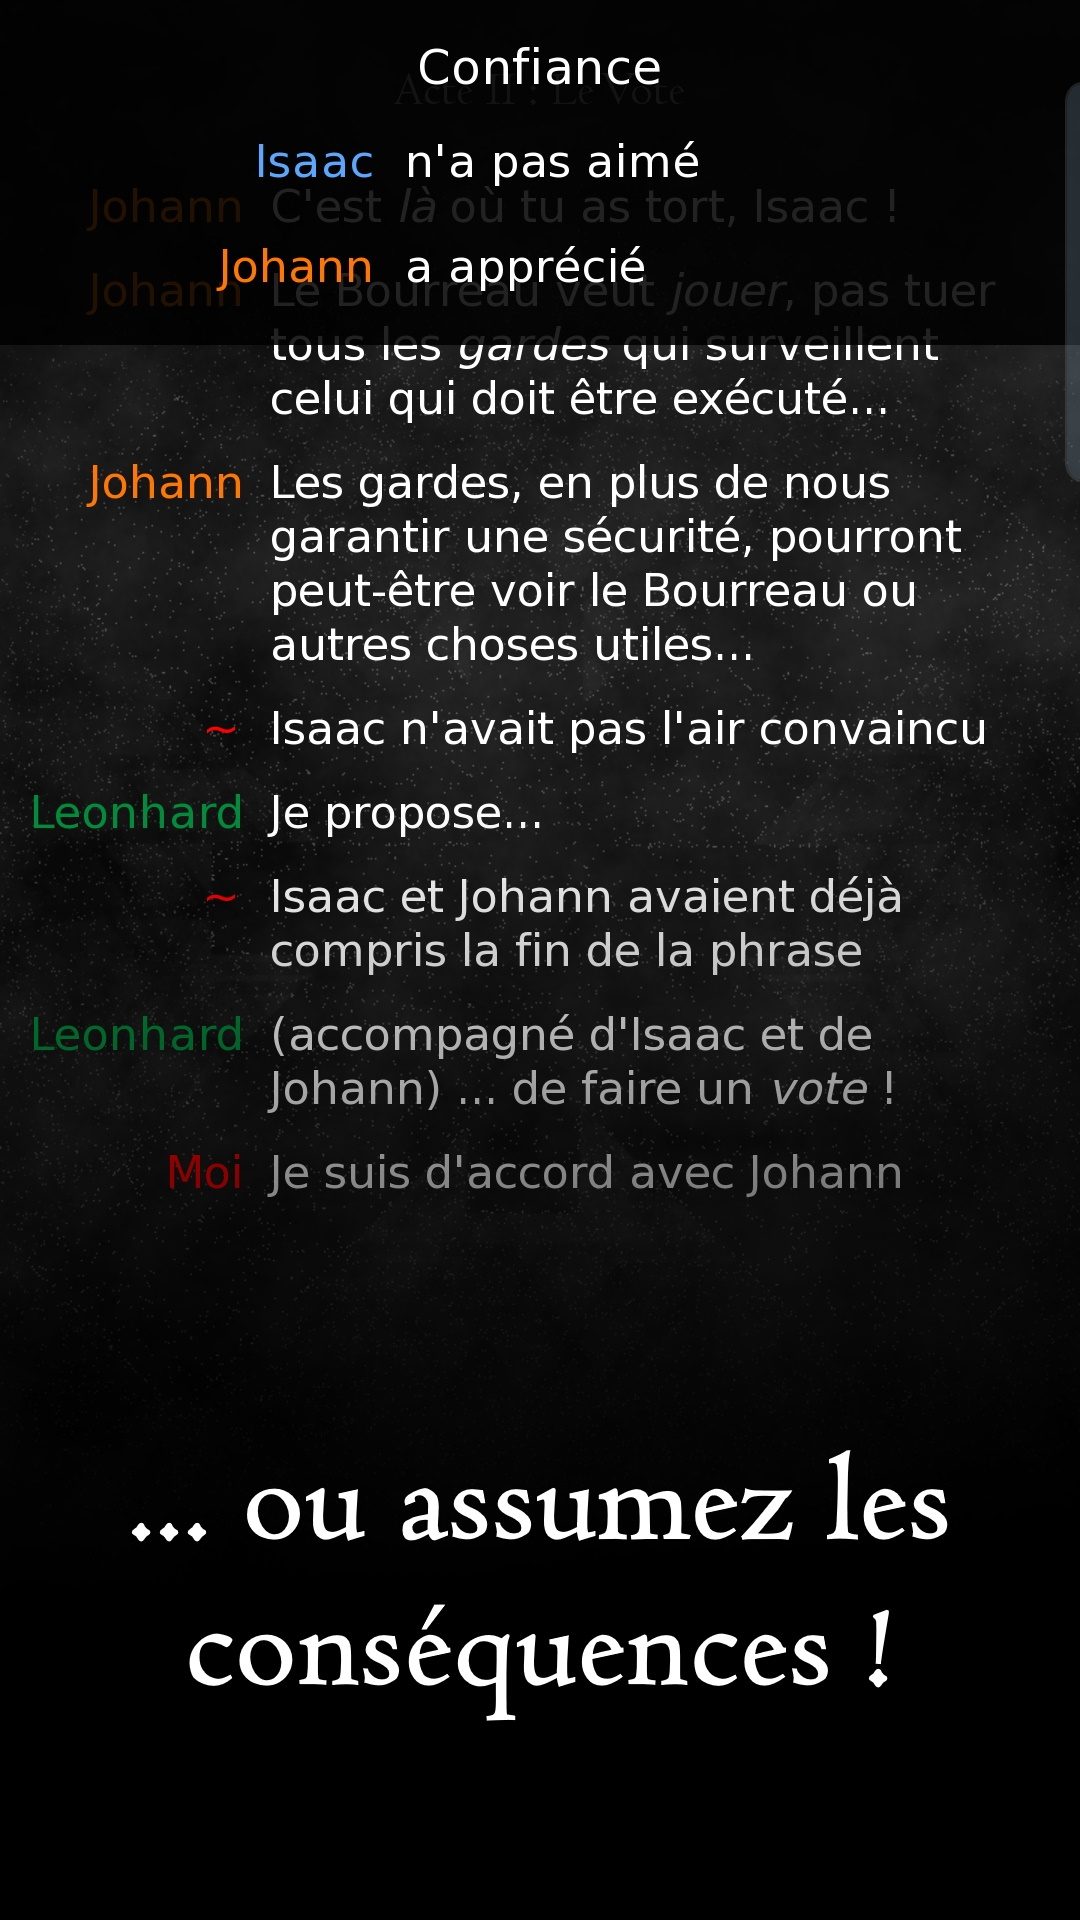 Confiance
Acte II : Le Vote
Isaac n'a pas aimé
Johann C'est là où tu as tort, Isaac !
Johann a apprécié
Johann Le Bourreau veut jouer, pas tuer
tous les gardes qui surveillent
celui qui doit être exécuté...
Johann Les gardes, en plus de nous
garantir une sécurité, pourront
peut-être voir le Bourreau ou
autres choses utiles...
~ Isaac n'avait pas l'air convaincu
Leonhard Je propose...
~ Isaac et Johann avaient déjà
compris la fin de la phrase
Leonhard (accompagné d'Isaac et de
Johann) ... de faire un vote !
Moi Je suis d'accord avec Johann
... ou assumez les
conséquences !